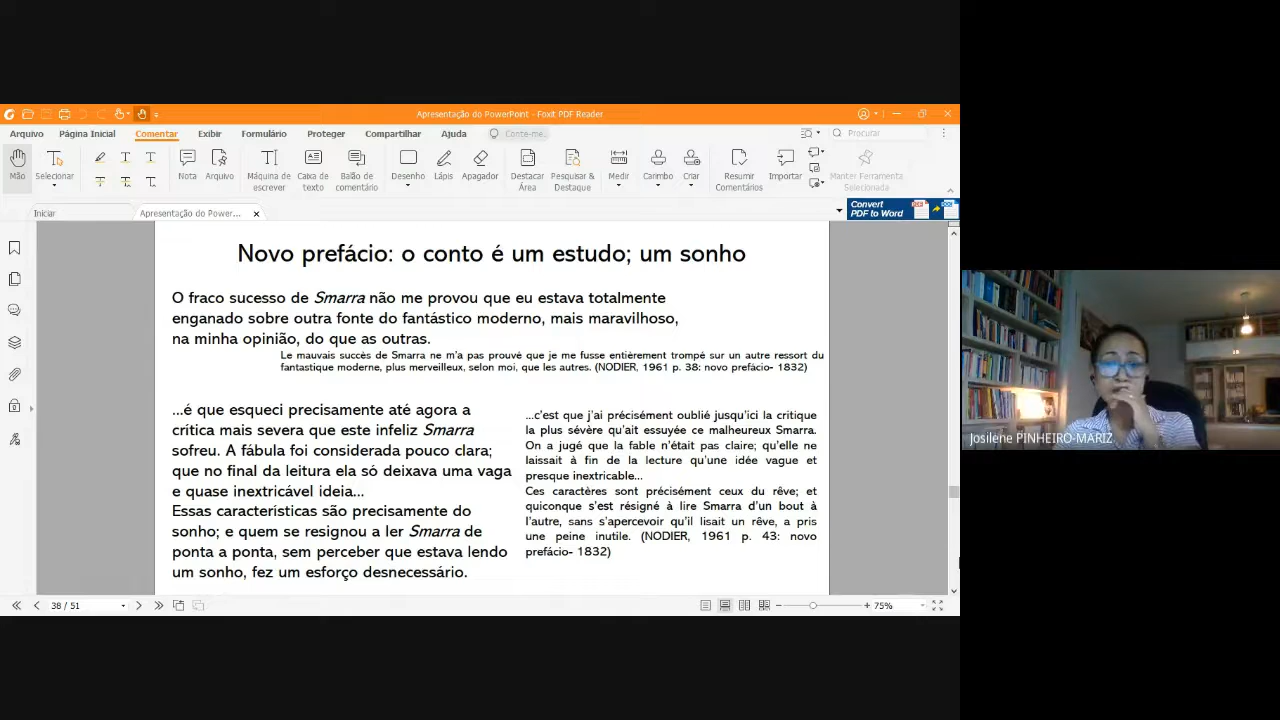 Apresentação do PowerPoint - Foxit PDF Reader
Arquivo Página Inicial Comentar Exibir Formulário Proteger Compartilhar Ajuda Conte-me... Procurar
Mão Selecionar Nota Arquivo Máquina de escrever Caixa de texto Balão de comentário Desenho Lápis Apagador Destacar Área Pesquisar & Destaque Medir Carimbo Criar Resumir Comentários Importar Manter Ferramenta Selecionada
Iniciar Apresentação do Power... Convert PDF to Word
Novo prefácio: o conto é um estudo; um sonho
O fraco sucesso de Smarra não me provou que eu estava totalmente
enganado sobre outra fonte do fantástico moderno, mais maravilhoso,
na minha opinião, do que as outras.
Le mauvais succès de Smarra ne m'a pas prouvé que je me fusse entièrement trompé sur un autre ressort du
fantastique moderne, plus merveilleux, selon moi, que les autres. (NODIER, 1961 p. 38: novo prefácio- 1832)
...é que esqueci precisamente até agora a
crítica mais severa que este infeliz Smarra
sofreu. A fábula foi considerada pouco clara;
que no final da leitura ela só deixava uma vaga
e quase inextricável ideia...
Essas características são precisamente do
sonho; e quem se resignou a ler Smarra de
ponta a ponta, sem perceber que estava lendo
um sonho, fez um esforço desnecessário.
...c'est que j'ai précisément oublié jusqu'ici la critique
la plus sévère qu'ait essuyée ce malheureux Smarra.
On a jugé que la fable n'était pas claire; qu'elle ne
laissait à fin de la lecture qu'une idée vague et
presque inextricable...
Ces caractères sont précisément ceux du rêve; et
quiconque s'est résigné à lire Smarra d'un bout à
l'autre, sans s'apercevoir qu'il lisait un rêve, a pris
une peine inutile. (NODIER, 1961 p. 43: novo
prefácio- 1832)
38 / 51
75%
Josilene PINHEIRO-MARIZ